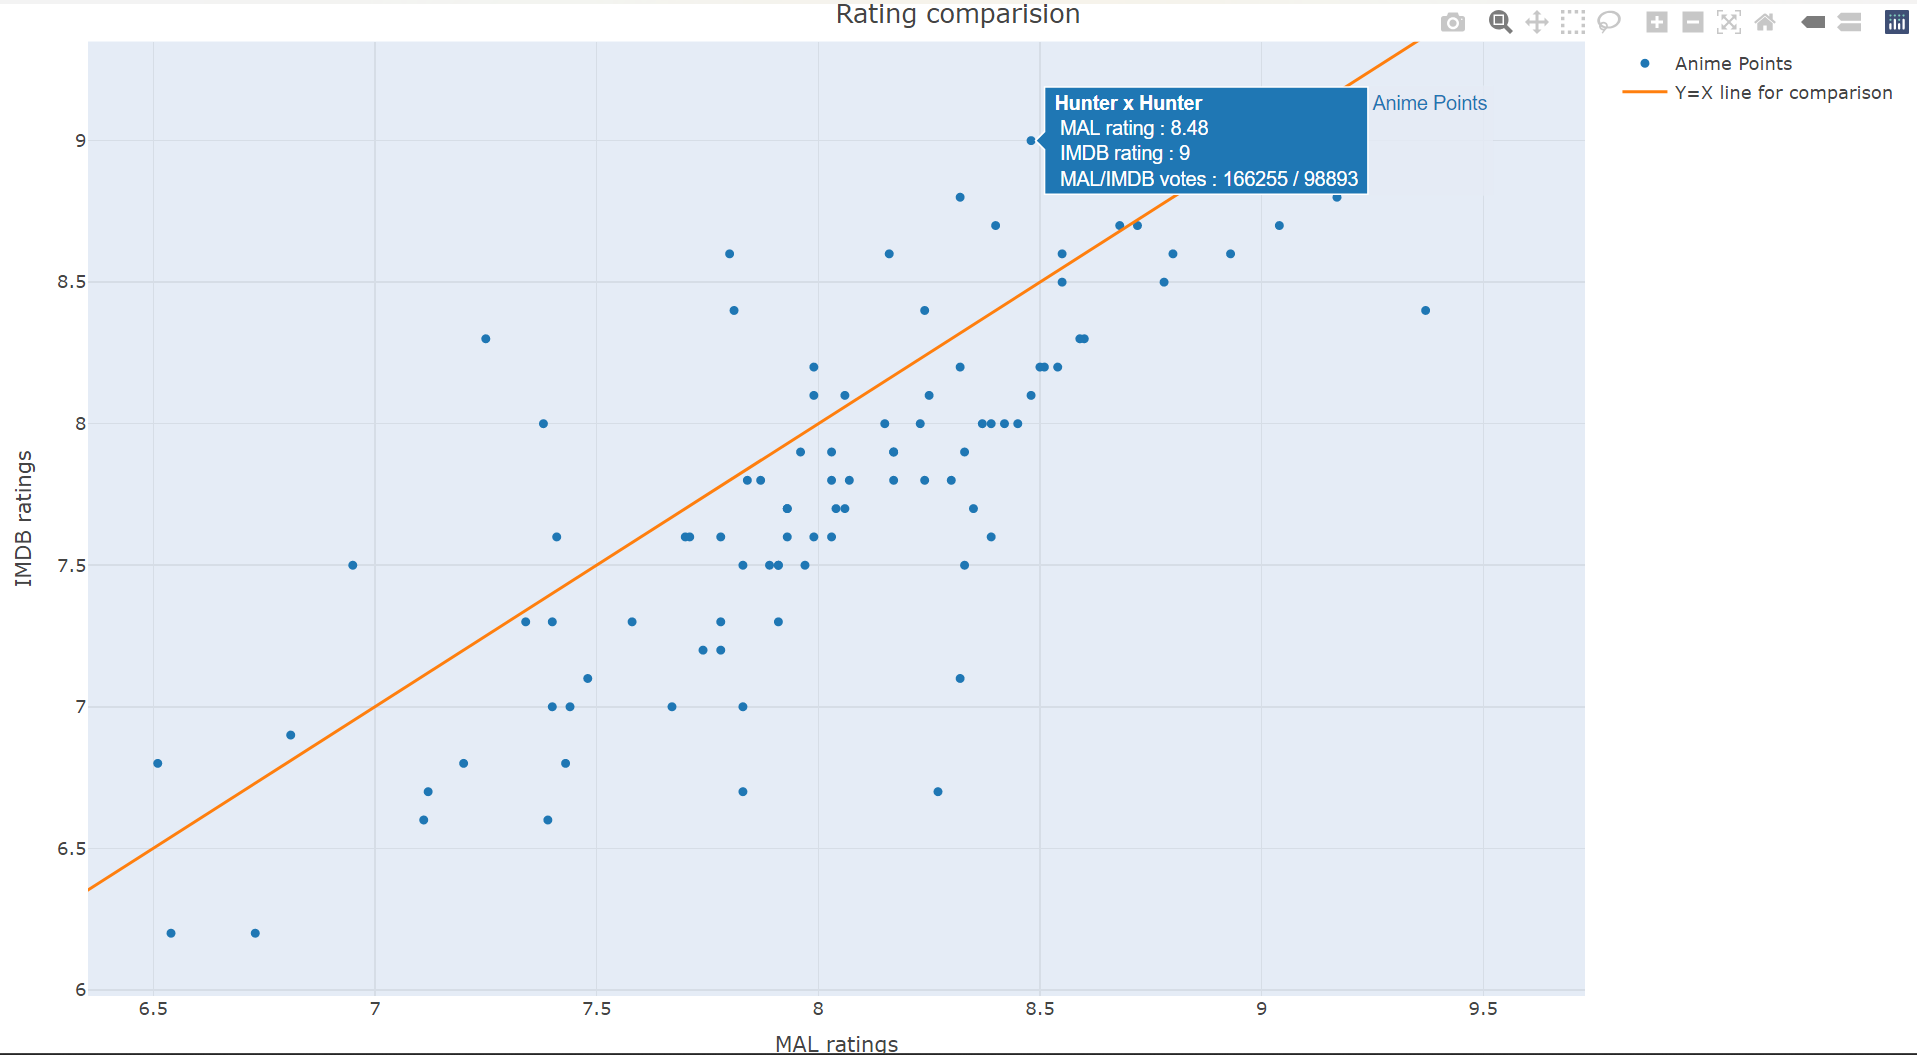 Rating comparision
Anime Points
Y=X line for comparison
Hunter x Hunter
MAL rating : 8.48
IMDB rating : 9
MAL/IMDB votes : 166255 / 98893
Anime Points
9
8.5
8
7.5
7
6.5
6
IMDB ratings
6.5 7 7.5 8 8.5 9 9.5
MAL ratings